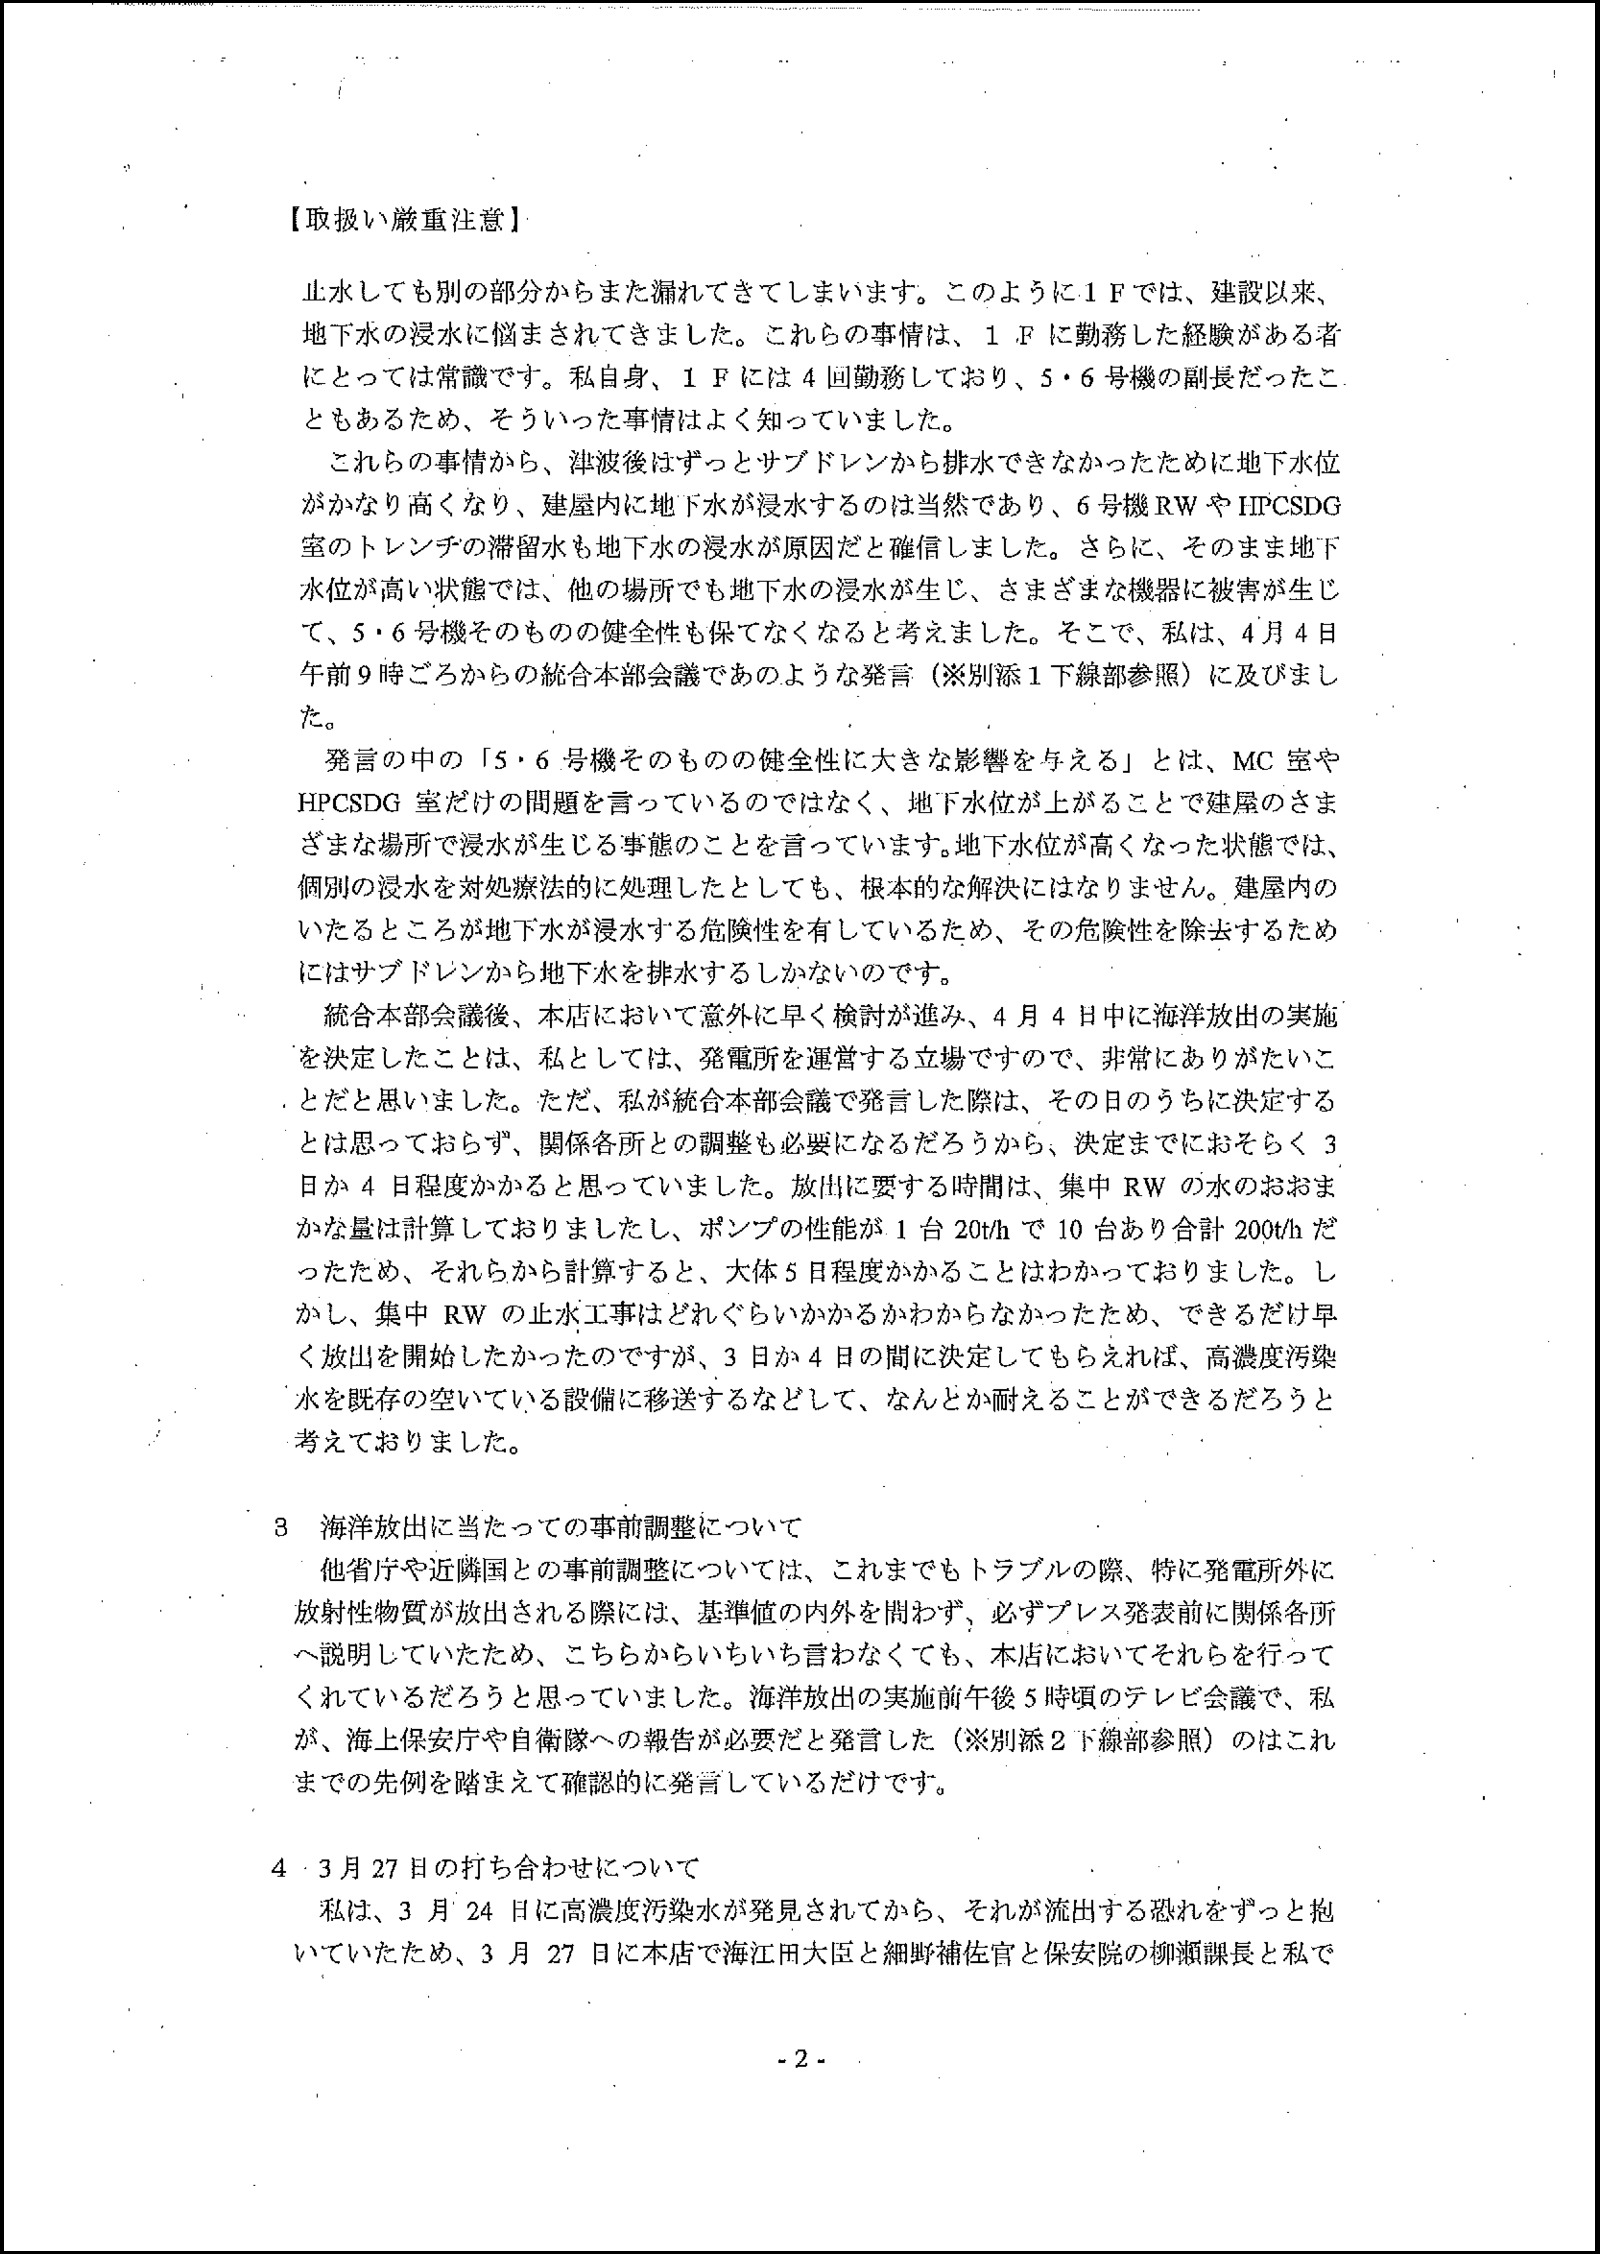 【取扱い厳重注意】
止水しても別の部分からまた漏れてきてしまいます。このように１Ｆでは、建設以来、
地下水の浸水に悩まされてきました。これらの事情は、１Ｆに勤務した経験がある者
にとっては常識です。私自身、１Ｆには４回勤務しており、5・6号機の副長だったこ
ともあるため、そういった事情はよく知っていました。
これらの事情から、津波後はずっとサブドレンから排水できなかったために地下水位
がかなり高くなり、建屋内に地下水が浸水するのは当然であり、6号機RWやHPCSDG
室のトレンチの滞留水も地下水の浸水が原因だと確信しました。さらに、そのまま地下
水位が高い状態では、他の場所でも地下水の浸水が生じ、さまざまな機器に被害が生じ
て、5・6号機そのものの健全性も保てなくなると考えました。そこで、私は、4月4日
午前9時ごろからの統合本部会議であのような発言（※別添１下線部参照）に及びまし
た。
発言の中の「5・6号機そのものの健全性に大きな影響を与える」とは、MC室や
HPCSDG室だけの問題を言っているのではなく、地下水位が上がることで建屋のさま
ざまな場所で浸水が生じる事態のことを言っています。地下水位が高くなった状態では、
個別の浸水を対処療法的に処理したとしても、根本的な解決にはなりません。建屋内の
いたるところが地下水が浸水する危険性を有しているため、その危険性を除去するため
にはサブドレンから地下水を排水するしかないのです。
統合本部会議後、本店において意外に早く検討が進み、4月4日中に海洋放出の実施
を決定したことは、私としては、発電所を運営する立場ですので、非常にありがたいこ
とだと思いました。ただ、私が統合本部会議で発言した際は、その日のうちに決定する
とは思っておらず、関係各所との調整も必要になるだろうから、決定までにおそらく3
日か4日程度かかると思っていました。放出に要する時間は、集中RWの水のおおま
かな量は計算しておりましたし、ポンプの性能が1台20t/hで10台あり合計200t/hだ
ったため、それらから計算すると、大体5日程度かかることはわかっておりました。し
かし、集中RWの止水工事はどれぐらいかかるかわからなかったため、できるだけ早
く放出を開始したかったのですが、3日か4日の間に決定してもらえれば、高濃度汚染
水を既存の空いている設備に移送するなどして、なんとか耐えることができるだろうと
考えておりました。
３　海洋放出に当たっての事前調整について
他省庁や近隣国との事前調整については、これまでもトラブルの際、特に発電所外に
放射性物質が放出される際には、基準値の内外を問わず、必ずプレス発表前に関係各所
へ説明していたため、こちらからいちいち言わなくても、本店においてそれらを行って
くれているだろうと思っていました。海洋放出の実施前午後5時頃のテレビ会議で、私
が、海上保安庁や自衛隊への報告が必要だと発言した（※別添２下線部参照）のはこれ
までの先例を踏まえて確認的に発言しているだけです。
４　3月27日の打ち合わせについて
私は、3月24日に高濃度汚染水が発見されてから、それが流出する恐れをずっと抱
いていたため、3月27日に本店で海江田大臣と細野補佐官と保安院の柳瀬課長と私で
- 2 -